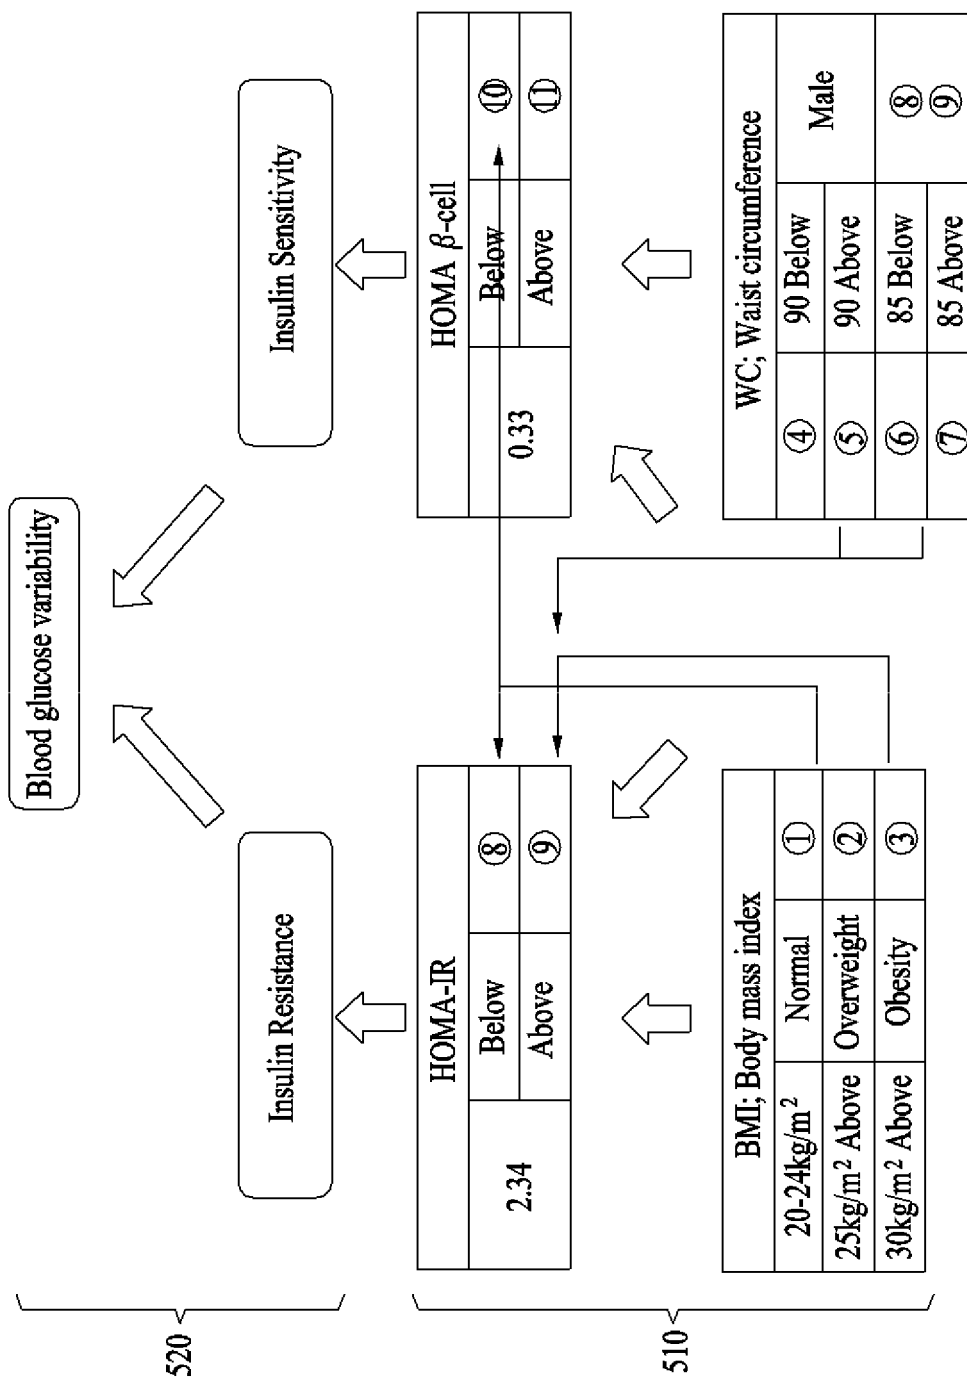 520
Blood glucose variability
Insulin Resistance
Insulin Sensitivity
510
HOMA-IR
2.34
Below
⑧
Above
⑨
HOMA β-cell
0.33
Below
⑩
Above
⑪
BMI; Body mass index
20-24kg/m² Normal ①
25kg/m² Above Overweight ②
30kg/m² Above Obesity ③
WC; Waist circumference
④ 90 Below Male
⑤ 90 Above
⑥ 85 Below ⑧
⑦ 85 Above ⑨